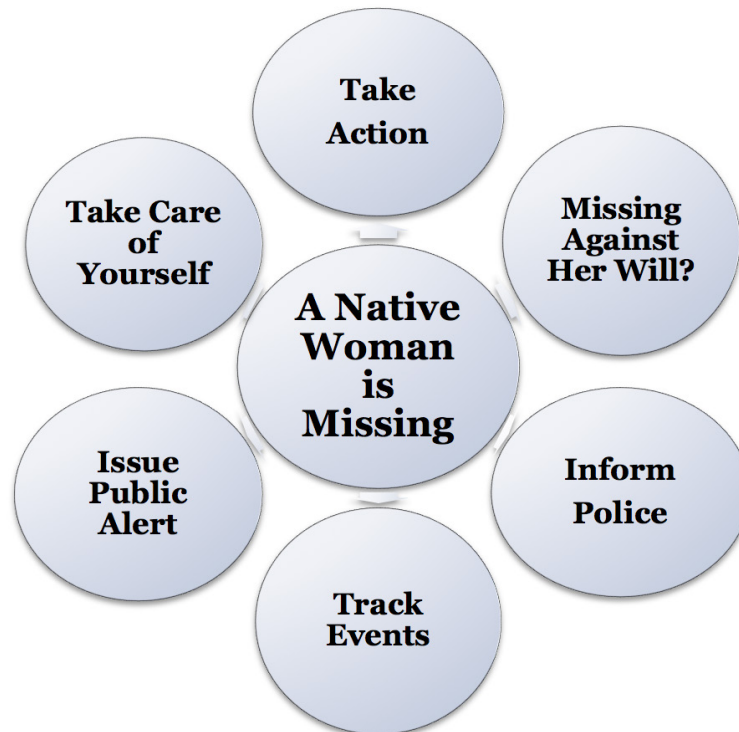 Take
Action
Missing
Against
Her Will?
Inform
Police
Track
Events
Issue
Public
Alert
Take Care
of
Yourself
A Native
Woman
is
Missing